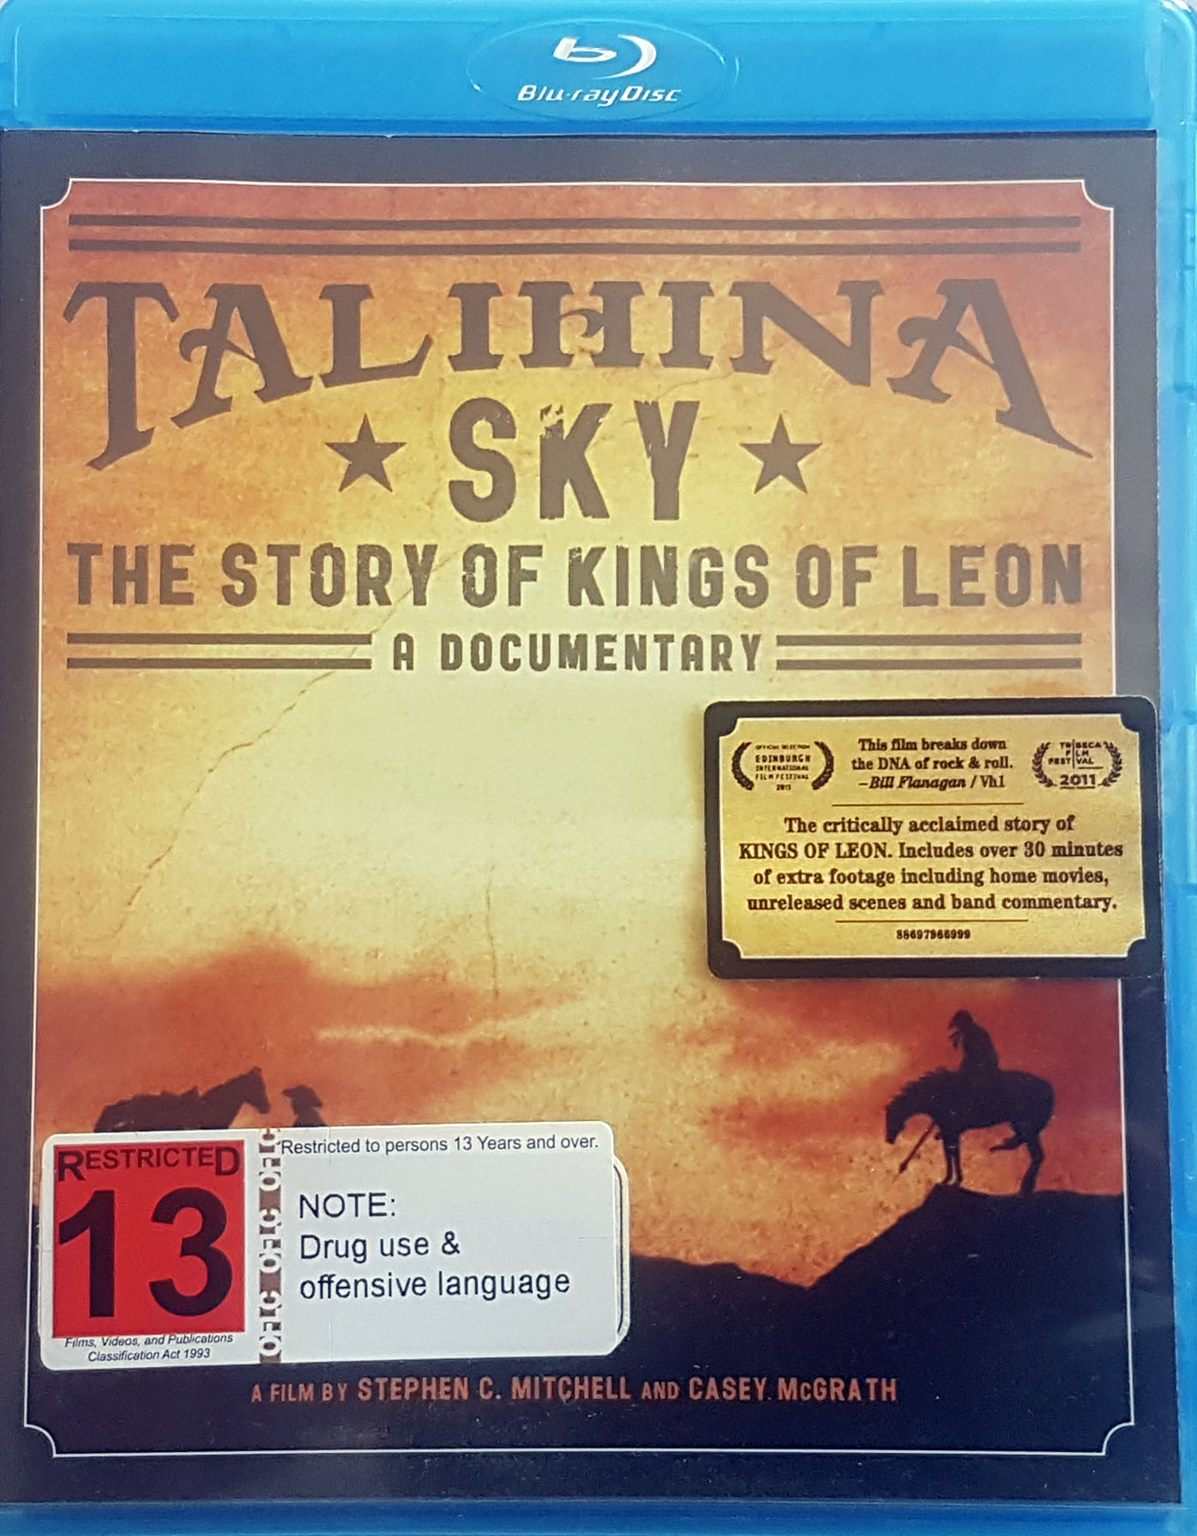 Blu-ray Disc
TALIHINA
SKY
THE STORY OF KINGS OF LEON
A DOCUMENTARY
OFFICIAL SELECTION
EDINBURGH
INTERNATIONAL
FILM FESTIVAL
2011
This film breaks down
the DNA of rock & roll.
–Bill Flanagan / Vh1
TRIBECA
FILM
FESTIVAL
2011
The critically acclaimed story of
KINGS OF LEON. Includes over 30 minutes
of extra footage including home movies,
unreleased scenes and band commentary.
88697966999
RESTRICTED
13
Films, Videos, and Publications
Classification Act 1993
OFLC OFLC OFLC
Restricted to persons 13 Years and over.
NOTE:
Drug use &
offensive language
A FILM BY STEPHEN C. MITCHELL AND CASEY McGRATH